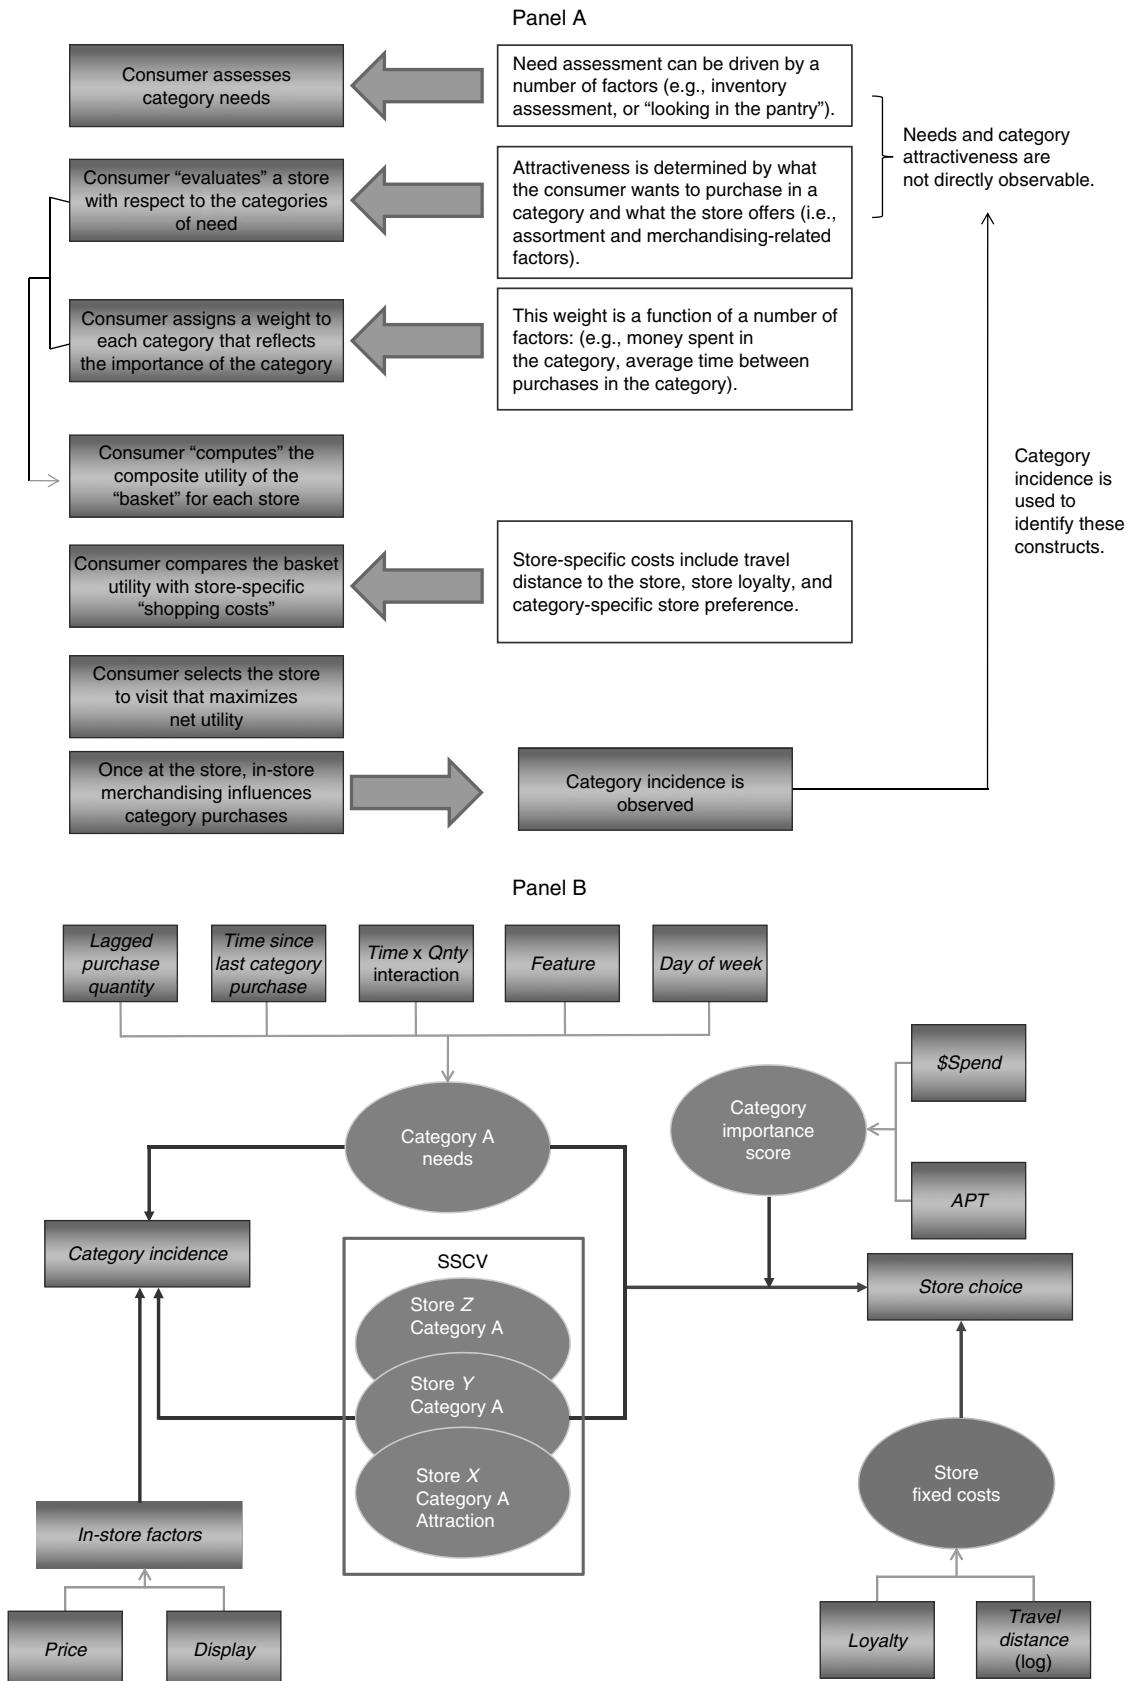 Panel A
Consumer assesses
category needs
Need assessment can be driven by a
number of factors (e.g., inventory
assessment, or “looking in the pantry”).
Needs and category
attractiveness are
not directly observable.
Consumer “evaluates” a store
with respect to the categories
of need
Attractiveness is determined by what
the consumer wants to purchase in a
category and what the store offers (i.e.,
assortment and merchandising-related
factors).
Consumer assigns a weight to
each category that reflects
the importance of the category
This weight is a function of a number of
factors: (e.g., money spent in
the category, average time between
purchases in the category).
Consumer “computes” the
composite utility of the
“basket” for each store
Category
incidence is
used to
identify these
constructs.
Consumer compares the basket
utility with store-specific
“shopping costs”
Store-specific costs include travel
distance to the store, store loyalty, and
category-specific store preference.
Consumer selects the store
to visit that maximizes
net utility
Once at the store, in-store
merchandising influences
category purchases
Category incidence is
observed
Panel B
Lagged
purchase
quantity
Time since
last category
purchase
Time x Qnty
interaction
Feature
Day of week
$Spend
Category
importance
score
Category A
needs
APT
Category incidence
SSCV
Store choice
Store Z
Category A
Store Y
Category A
Store X
Category A
Attraction
Store
fixed costs
In-store factors
Price
Display
Loyalty
Travel
distance
(log)